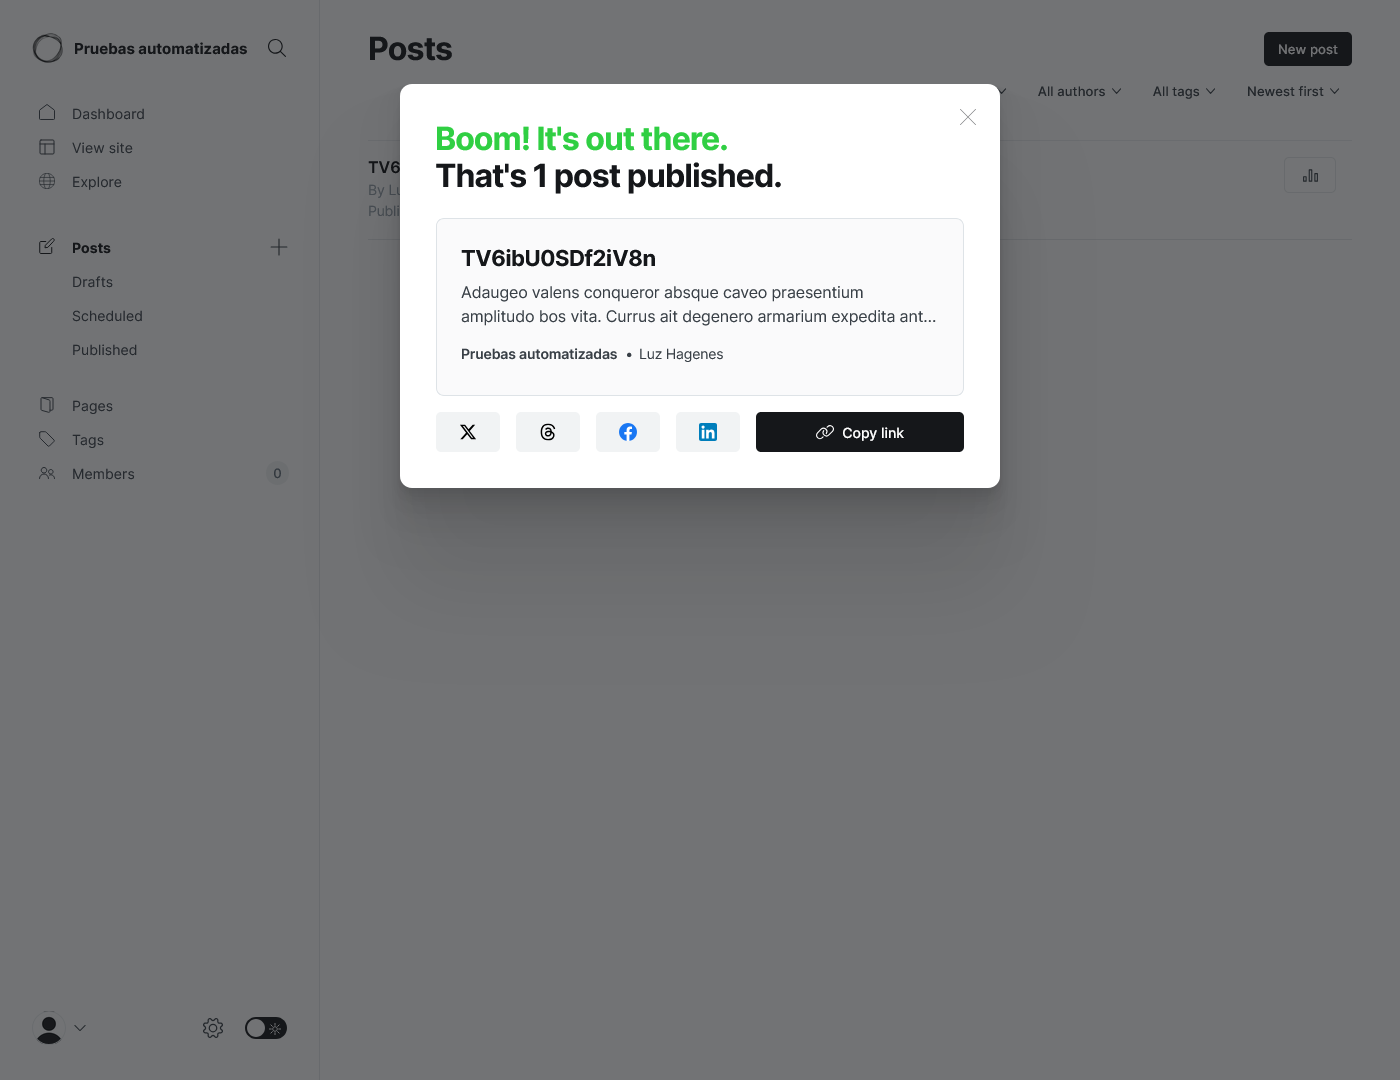 Pruebas automatizadas
Dashboard
View site
Explore
Posts
Drafts
Scheduled
Published
Pages
Tags
Members
0
Posts
New post
All authors
All tags
Newest first
TV6
By Lu
Publi
Boom! It's out there.
That's 1 post published.
TV6ibU0SDf2iV8n
Adaugeo valens conqueror absque caveo praesentium
amplitudo bos vita. Currus ait degenero armarium expedita ant...
Pruebas automatizadas • Luz Hagenes
Copy link